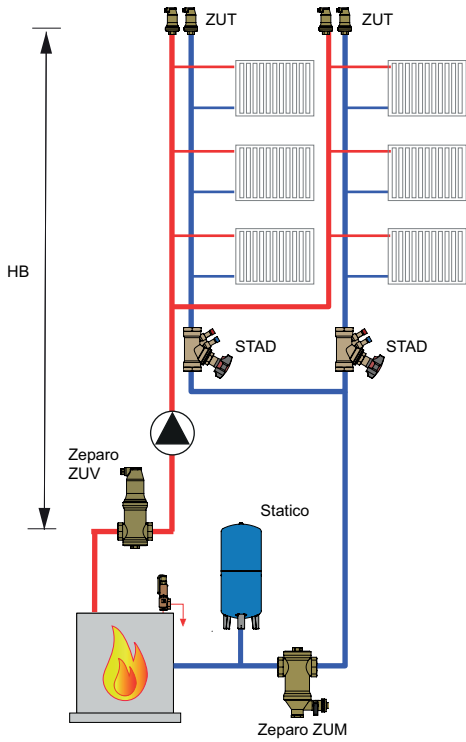 ZUT
ZUT
HB
STAD
STAD
Zeparo
ZUV
Statico
Zeparo ZUM